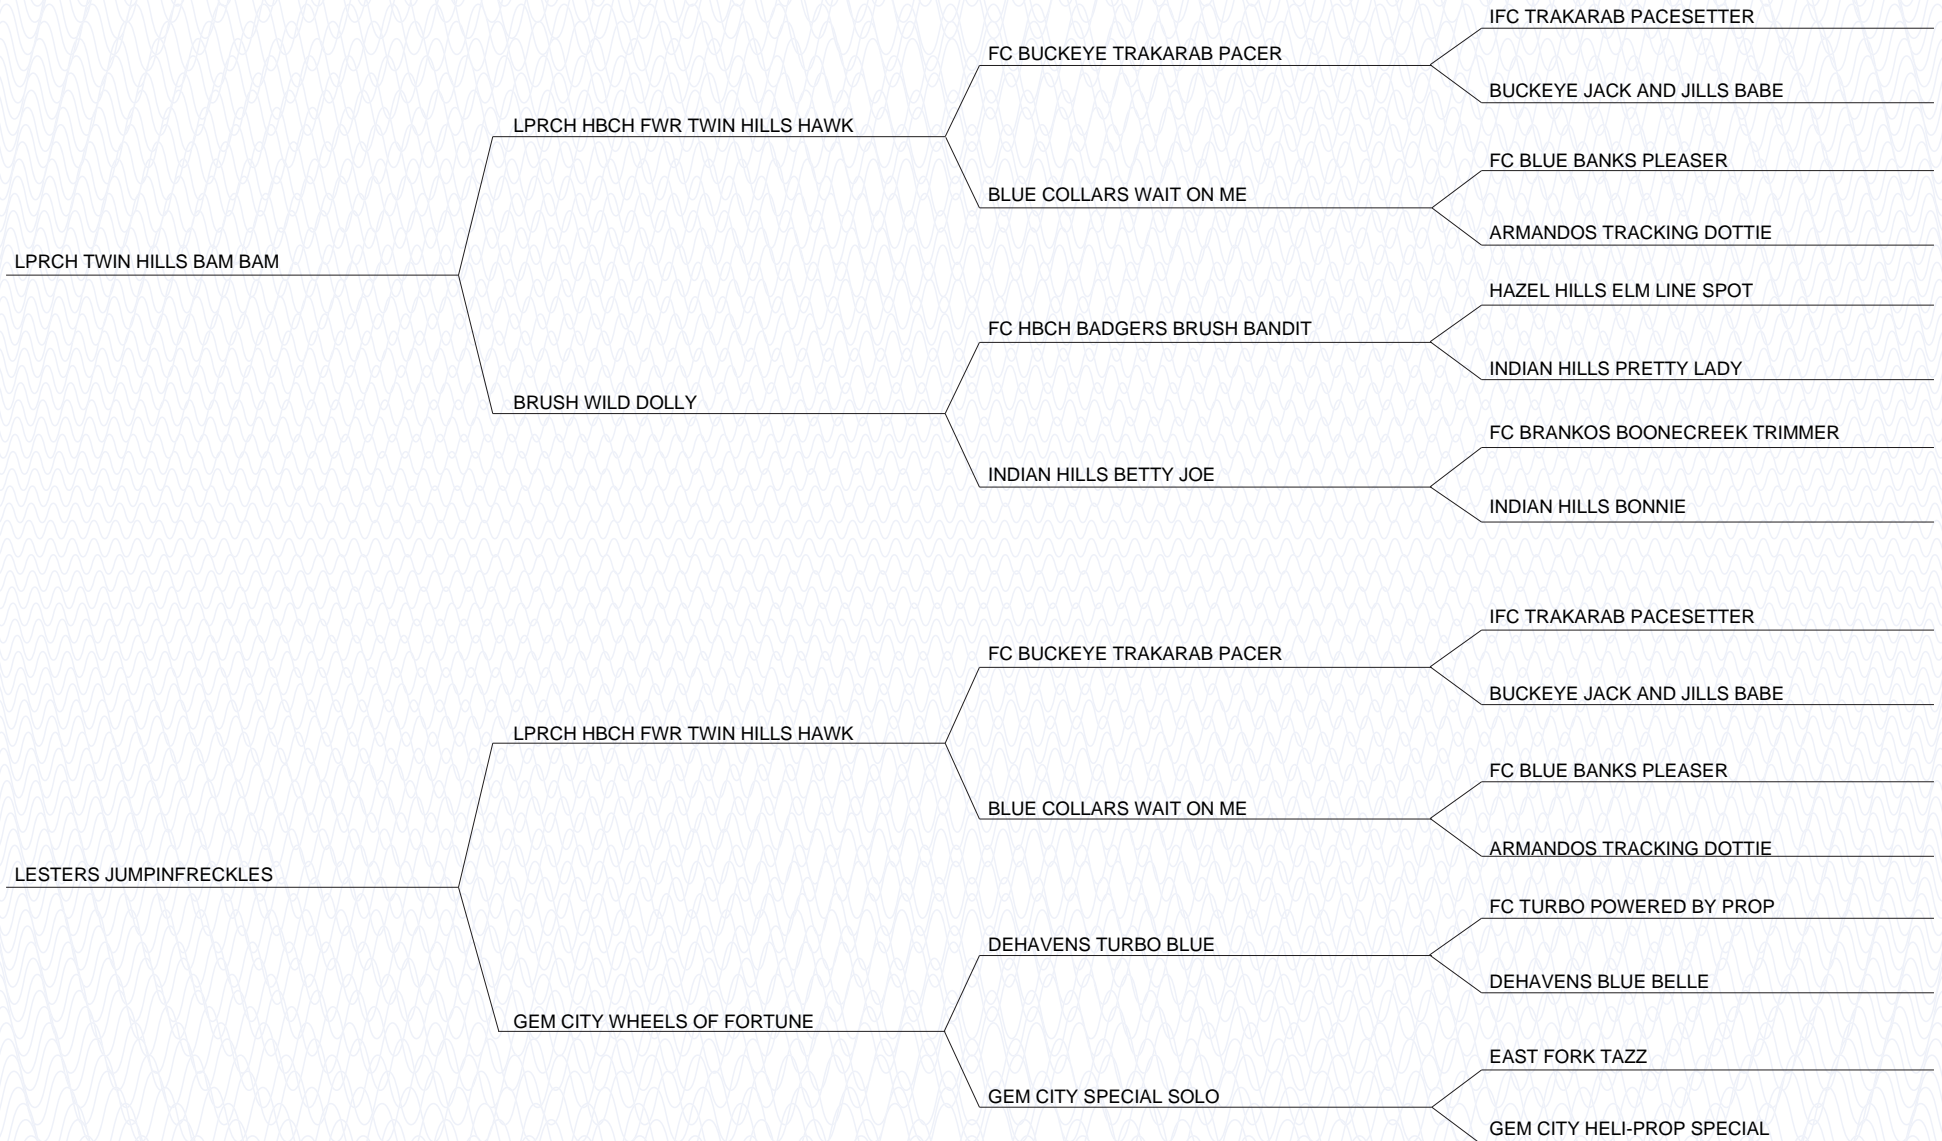 IFC TRAKARAB PACESETTER
FC BUCKEYE TRAKARAB PACER
BUCKEYE JACK AND JILLS BABE
LPRCH HBCH FWR TWIN HILLS HAWK
FC BLUE BANKS PLEASER
BLUE COLLARS WAIT ON ME
ARMANDOS TRACKING DOTTIE
LPRCH TWIN HILLS BAM BAM
HAZEL HILLS ELM LINE SPOT
FC HBCH BADGERS BRUSH BANDIT
INDIAN HILLS PRETTY LADY
BRUSH WILD DOLLY
FC BRANKOS BOONECREEK TRIMMER
INDIAN HILLS BETTY JOE
INDIAN HILLS BONNIE
IFC TRAKARAB PACESETTER
FC BUCKEYE TRAKARAB PACER
BUCKEYE JACK AND JILLS BABE
LPRCH HBCH FWR TWIN HILLS HAWK
FC BLUE BANKS PLEASER
BLUE COLLARS WAIT ON ME
ARMANDOS TRACKING DOTTIE
LESTERS JUMPINFRECKLES
FC TURBO POWERED BY PROP
DEHAVENS TURBO BLUE
DEHAVENS BLUE BELLE
GEM CITY WHEELS OF FORTUNE
EAST FORK TAZZ
GEM CITY SPECIAL SOLO
GEM CITY HELI-PROP SPECIAL